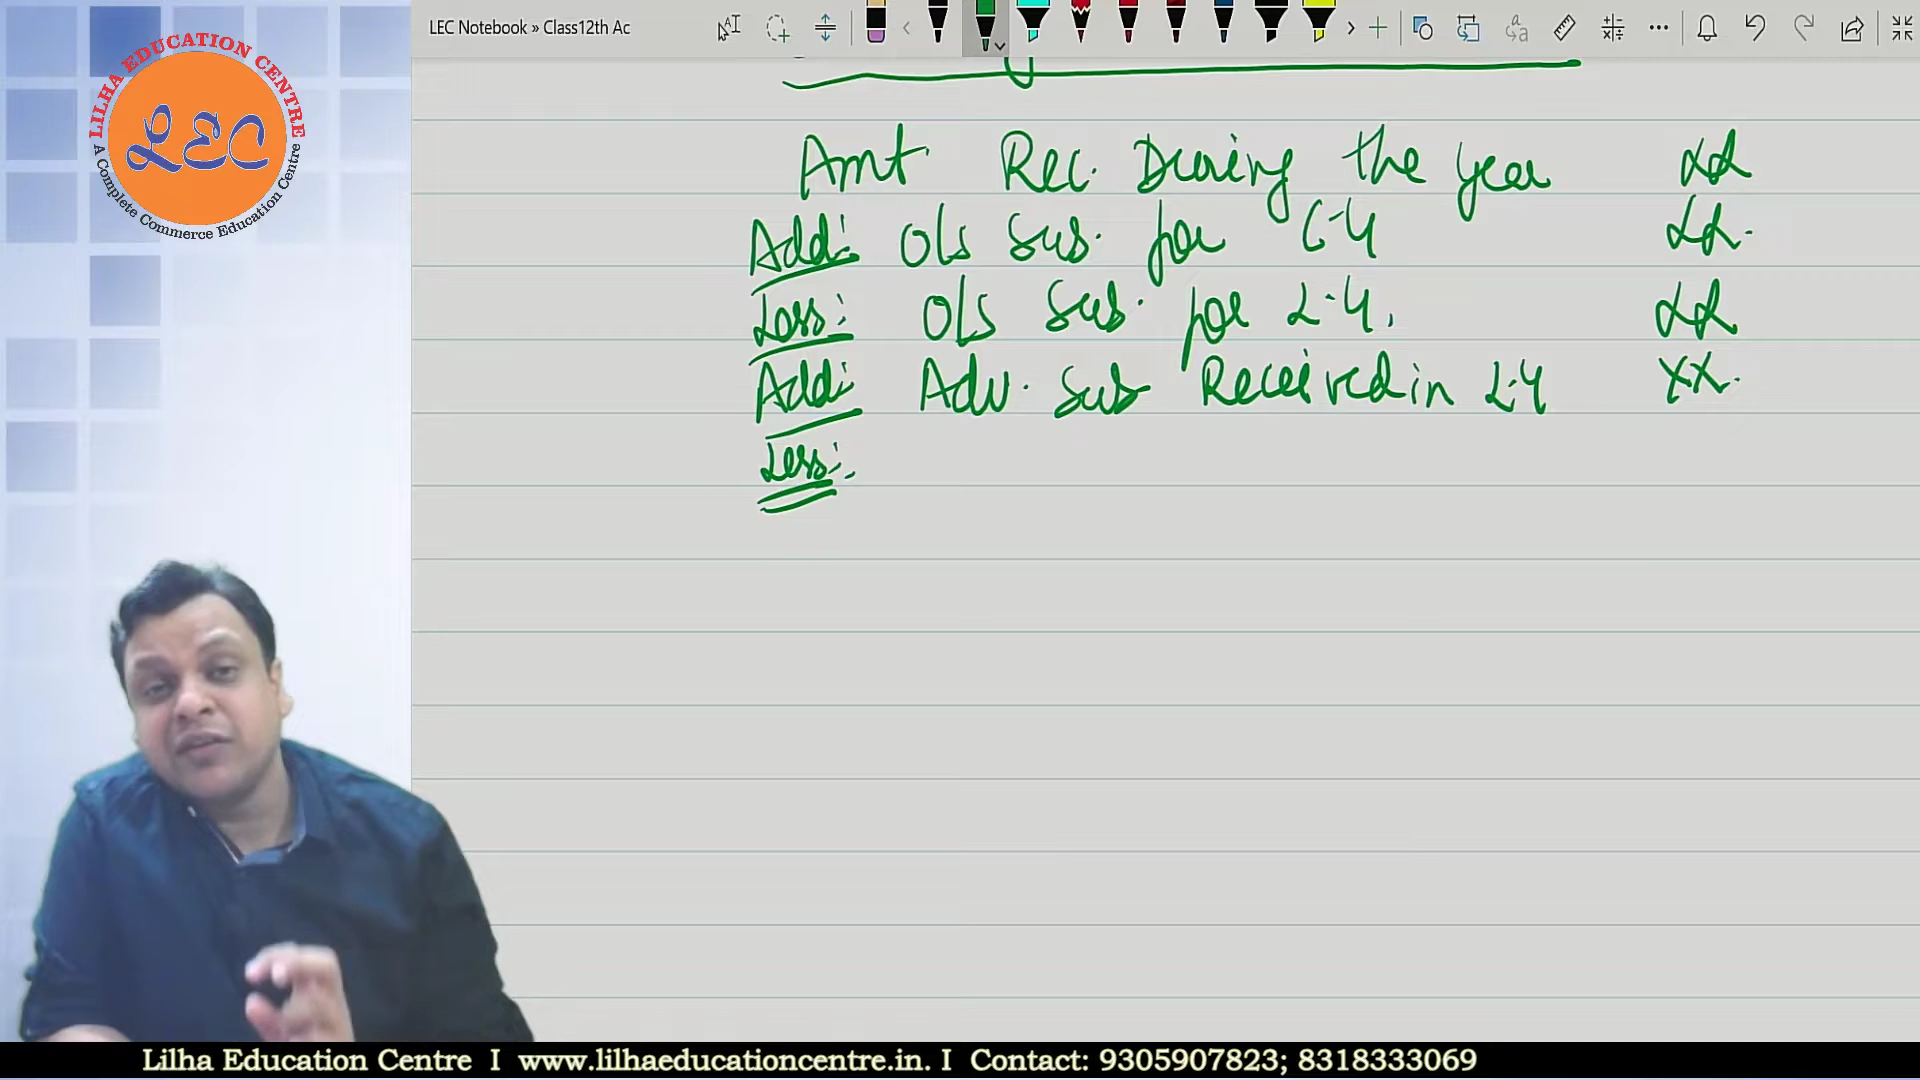 LEC Notebook » Class12th Ac
LILHA EDUCATION CENTRE
LEC
A Complete Commerce Education Centre
Amt. Rec. During the year xx
Add: O/s Sub. for C.Y xx.
Less: O/s Sub. for L.Y. xx
Add: Adv. Sub Received in L.Y xx.
Less:
Lilha Education Centre I www.lilhaeducationcentre.in. I Contact: 9305907823; 8318333069